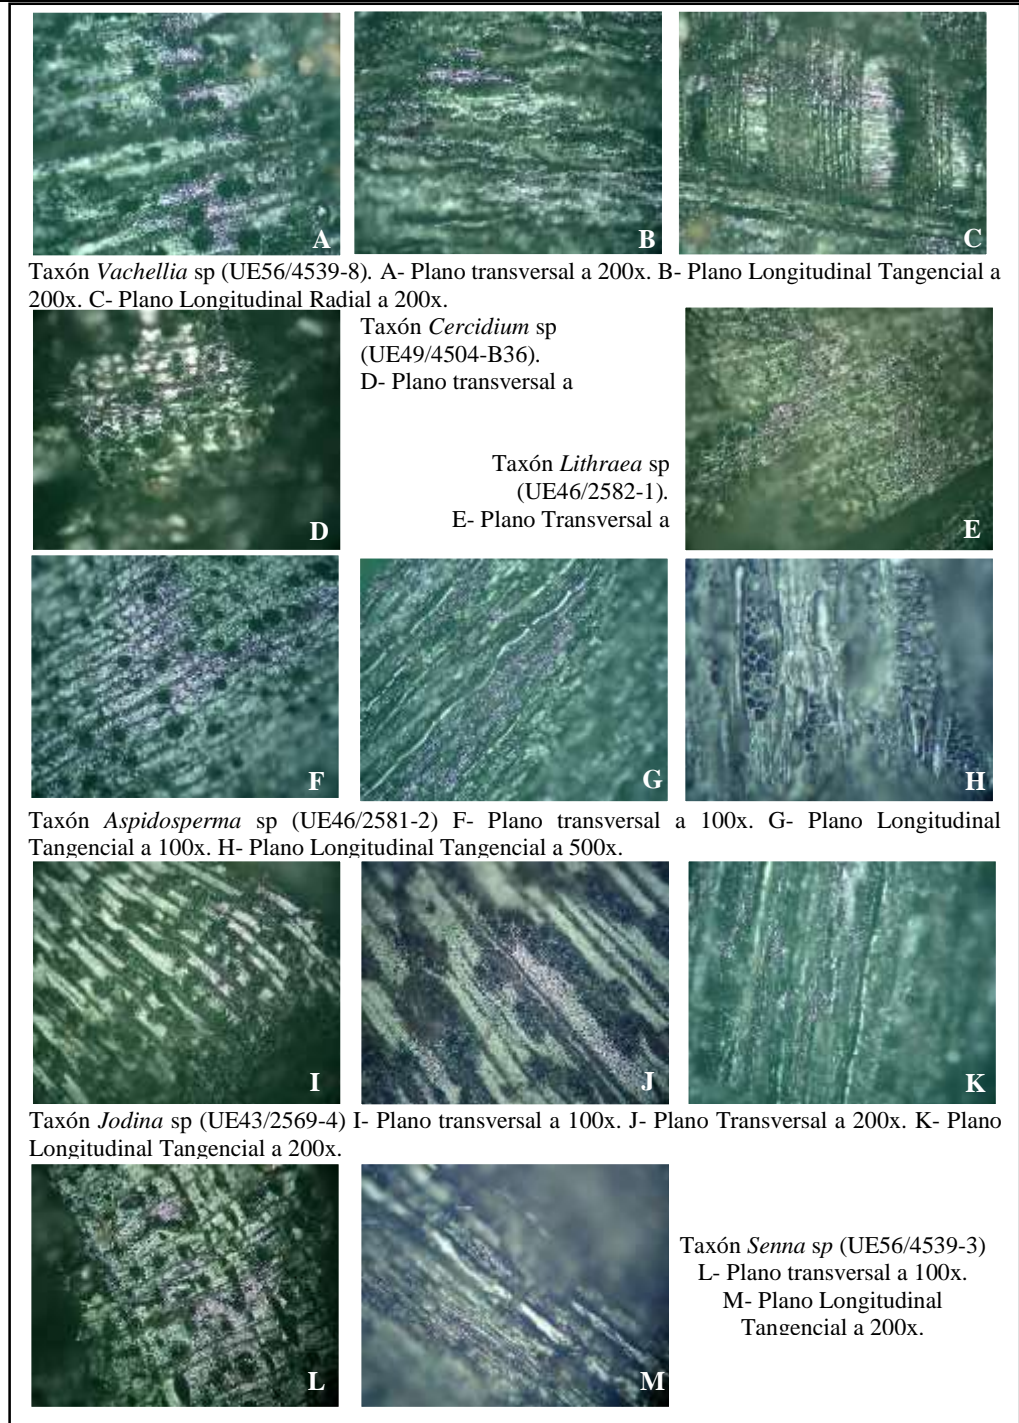 A
B
C
Taxón Vachellia sp (UE56/4539-8). A- Plano transversal a 200x. B- Plano Longitudinal Tangencial a
200x. C- Plano Longitudinal Radial a 200x.
Taxón Cercidium sp
(UE49/4504-B36).
D- Plano transversal a
Taxón Lithraea sp
(UE46/2582-1).
E- Plano Transversal a
D
E
F
G
H
Taxón Aspidosperma sp (UE46/2581-2) F- Plano transversal a 100x. G- Plano Longitudinal
Tangencial a 100x. H- Plano Longitudinal Tangencial a 500x.
I
J
K
Taxón Jodina sp (UE43/2569-4) I- Plano transversal a 100x. J- Plano Transversal a 200x. K- Plano
Longitudinal Tangencial a 200x.
L
M
Taxón Senna sp (UE56/4539-3)
L- Plano transversal a 100x.
M- Plano Longitudinal
Tangencial a 200x.